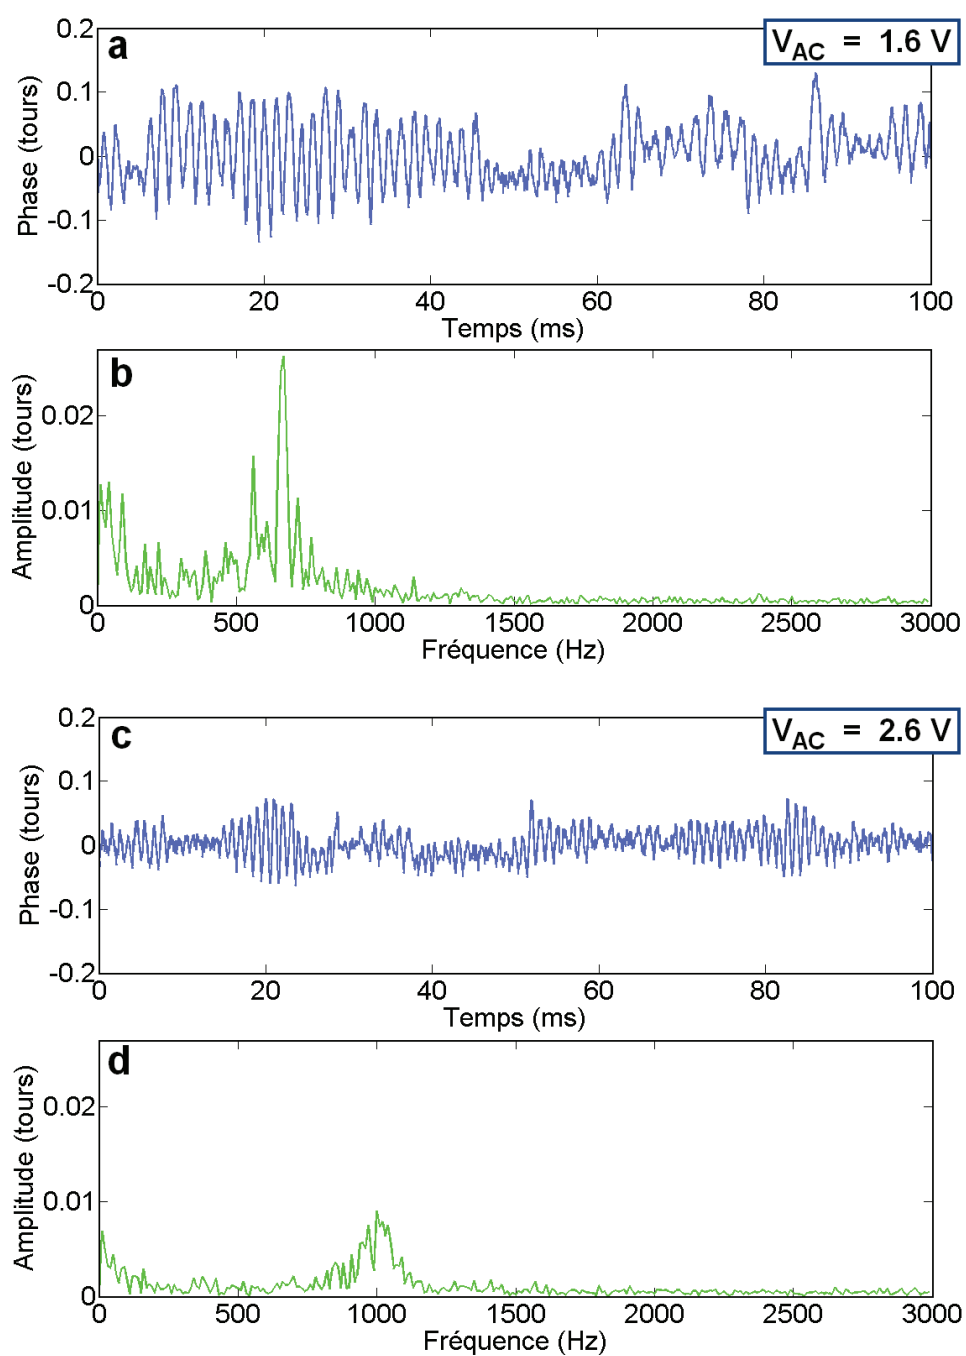 a
V_AC = 1.6 V
0.2
0.1
0
-0.1
-0.2
Phase (tours)
0 20 40 60 80 100
Temps (ms)
b
0.02
0.01
0
Amplitude (tours)
0 500 1000 1500 2000 2500 3000
Fréquence (Hz)
c
V_AC = 2.6 V
0.2
0.1
0
-0.1
-0.2
Phase (tours)
0 20 40 60 80 100
Temps (ms)
d
0.02
0.01
0
Amplitude (tours)
0 500 1000 1500 2000 2500 3000
Fréquence (Hz)